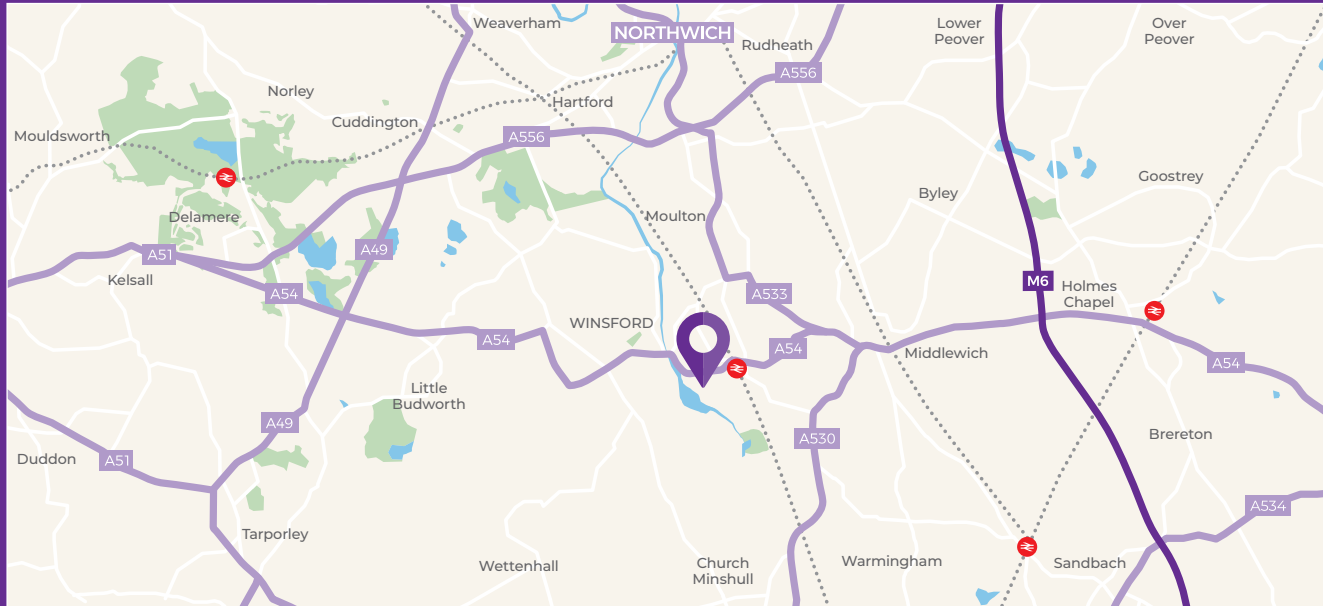 Weaverham
NORTHWICH
Lower
Peover
Over
Peover
Rudheath
A556
Norley
Hartford
Cuddington
Mouldsworth
A556
Goostrey
Byley
Delamere
Moulton
A49
A51
Kelsall
M6
Holmes
Chapel
A54
A533
WINSFORD
A54
A54
Middlewich
A54
Little
Budworth
A49
A530
Brereton
Duddon
A51
A534
Tarporley
Wettenhall
Church
Minshull
Warmingham
Sandbach